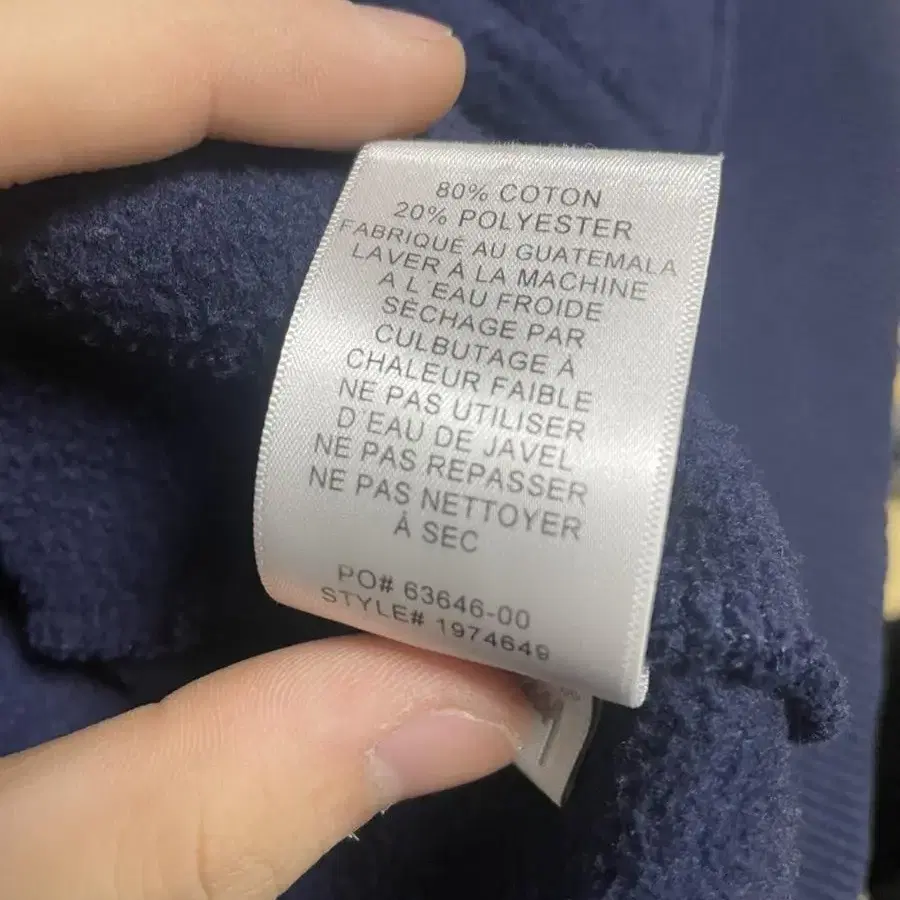 80% COTON
20% POLYESTER
FABRIQUÉ AU GUATEMALA
LAVER À LA MACHINE
A L'EAU FROIDE
SÉCHAGE PAR
CULBUTAGE À
CHALEUR FAIBLE
NE PAS UTILISER
D'EAU DE JAVEL
NE PAS REPASSER
NE PAS NETTOYER
À SEC
PO# 63646-00
STYLE# 1974649